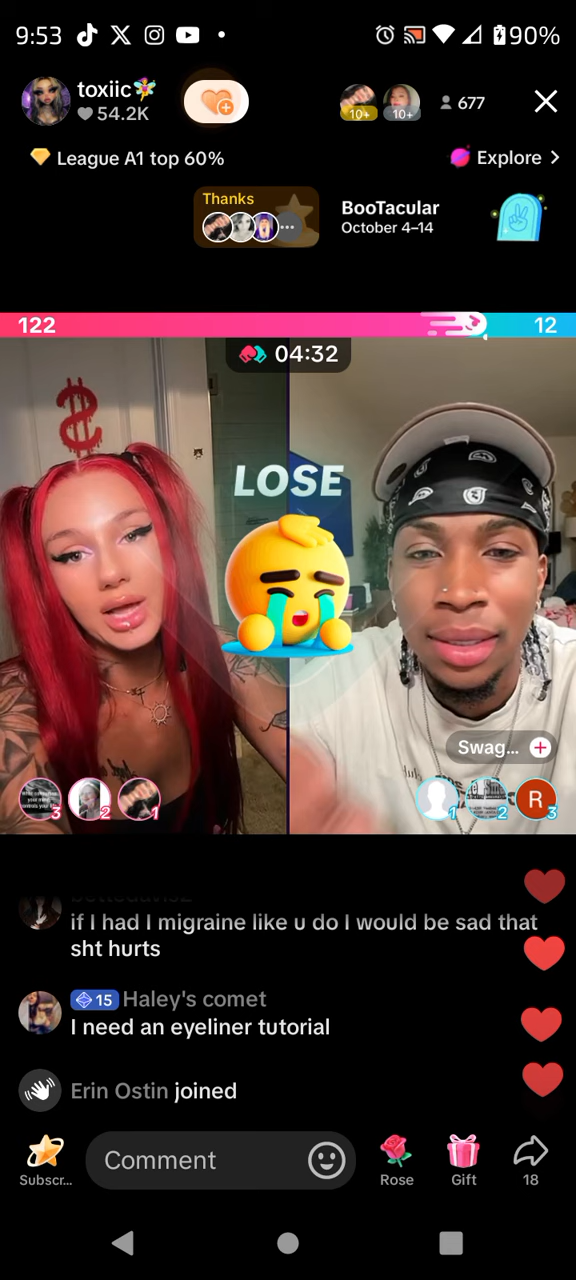 9:53
90%
toxiic
54.2K
10+
10+
677
League A1 top 60%
Explore
Thanks
BooTacular
October 4–14
122
12
04:32
LOSE
Swag...
3
2
1
1
2
R
3
if I had I migraine like u do I would be sad that
sht hurts
15 Haley's comet
I need an eyeliner tutorial
Erin Ostin joined
Subscr...
Comment
Rose
Gift
18